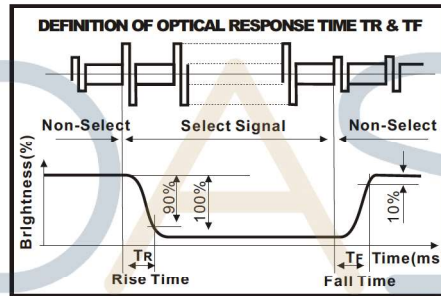 DEFINITION OF OPTICAL RESPONSE TIME TR & TF
Non-Select Select Signal Non-Select
Brightness(%)
90%
100%
10%
TR TF Time(ms
Rise Time Fall Time
DAS